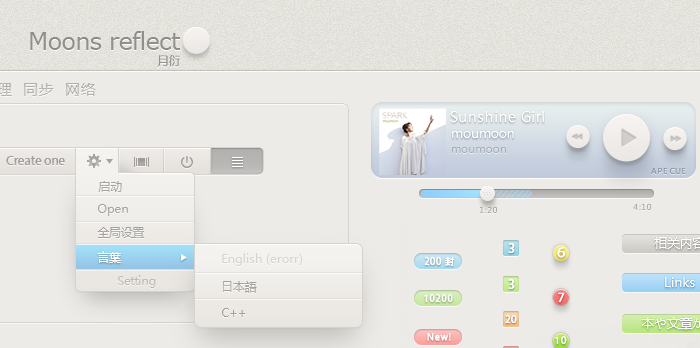 Moons reflect
月衍
理 同步 网络
Create one
启动
Open
全局设置
言葉
Setting
English (erorr)
日本語
C++
SPARK
moumoon
Sunshine Girl
moumoon
moumoon
APE CUE
1:20
4:10
200 封
3
6
相关内容
10200
3
7
Links
20
New!
10
本や文章か